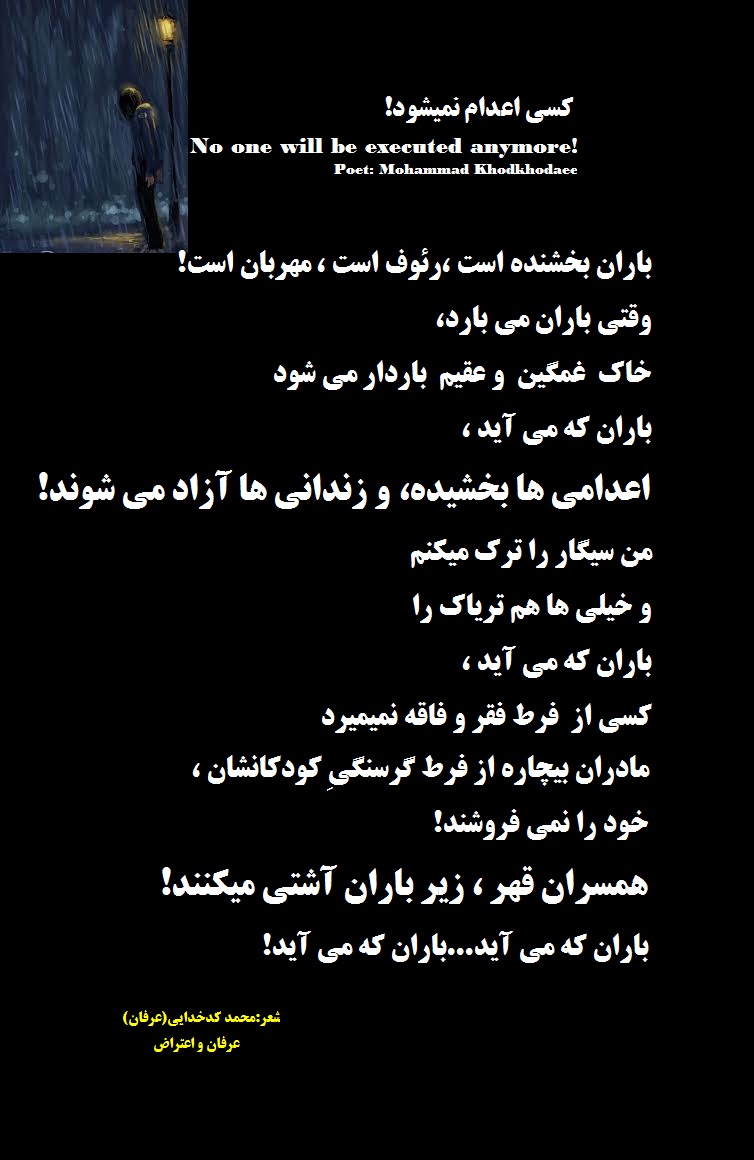 کسی اعدام نمیشود!
No one will be executed anymore!
Poet: Mohammad Khodkhodaee
باران بخشنده است ،رئوف است ، مهربان است!
وقتی باران می بارد،
خاک غمگین و عقیم باردار می شود
باران که می آید ،
اعدامی ها بخشیده، و زندانی ها آزاد می شوند!
من سیگار را ترک میکنم
و خیلی ها هم تریاک را
باران که می آید ،
کسی از فرط فقر و فاقه نمیمیرد
مادران بیچاره از فرط گرسنگیِ کودکانشان ،
خود را نمی فروشند!
همسران قهر ، زیر باران آشتی میکنند!
باران که می آید...باران که می آید!
شعر:محمد کدخدایی(عرفان)
عرفان و اعتراض